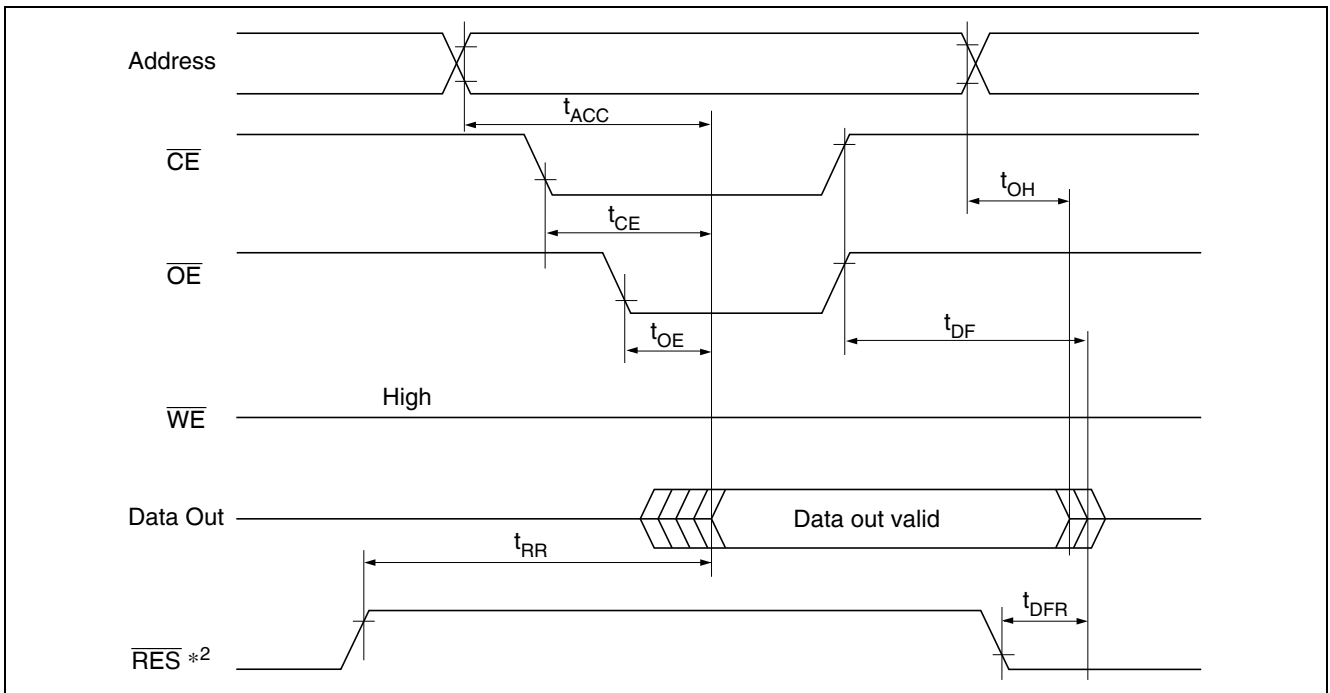 Address
tACC
CE
tOH
tCE
OE
tDF
tOE
High
WE
Data Out
Data out valid
tRR
tDFR
RES *2